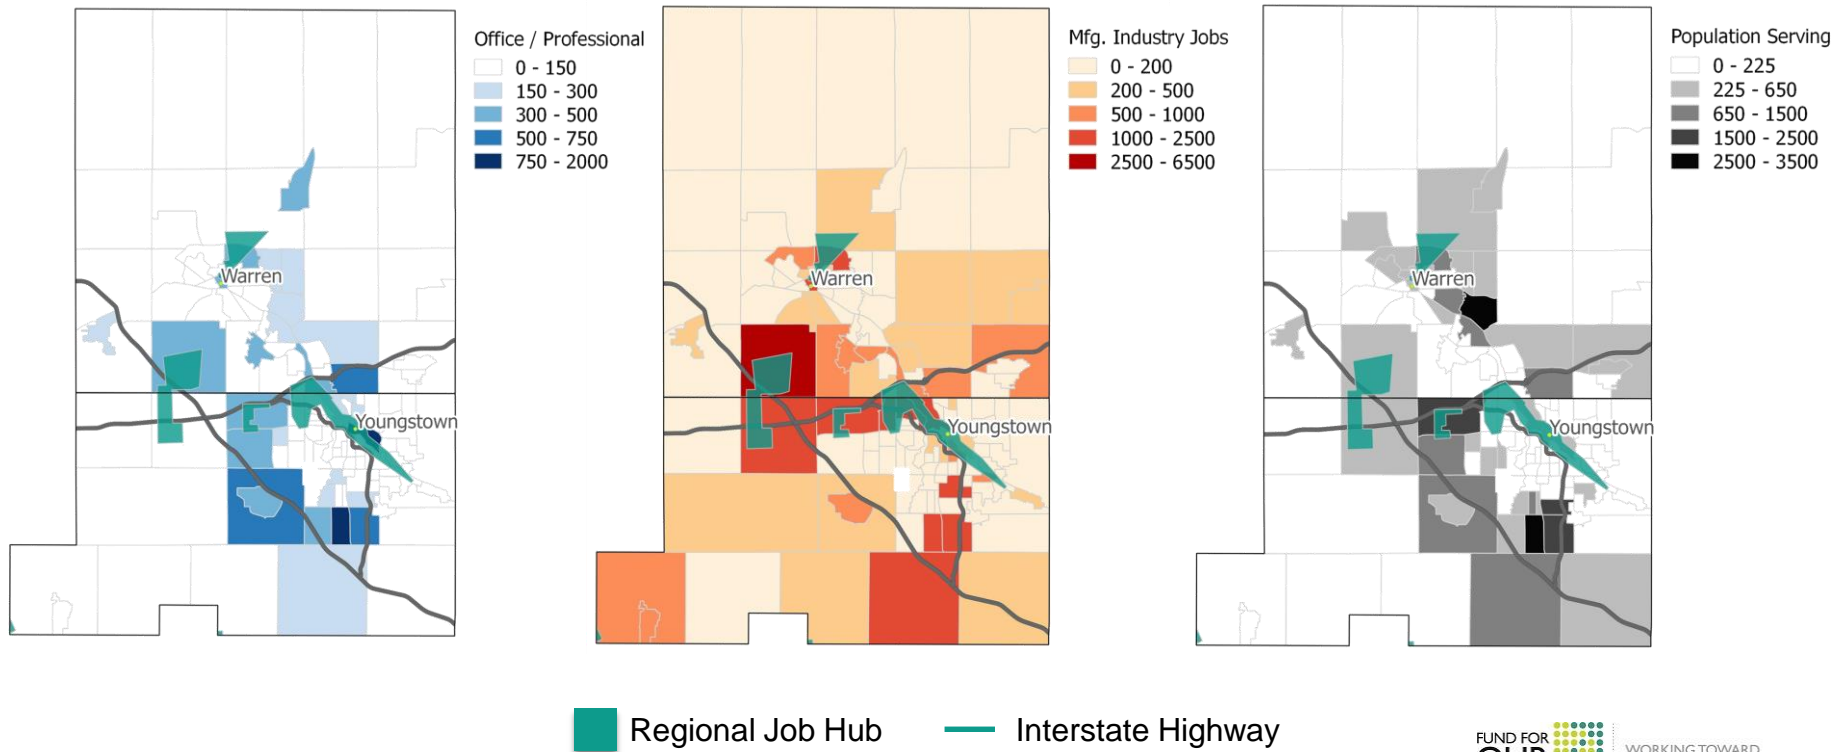 Office / Professional
0 - 150
150 - 300
300 - 500
500 - 750
750 - 2000
Warren
Youngstown
Mfg. Industry Jobs
0 - 200
200 - 500
500 - 1000
1000 - 2500
2500 - 6500
Warren
Youngstown
Population Serving
0 - 225
225 - 650
650 - 1500
1500 - 2500
2500 - 3500
Warren
Youngstown
Regional Job Hub
Interstate Highway
FUND FOR
OUR
WORKING TOWARD